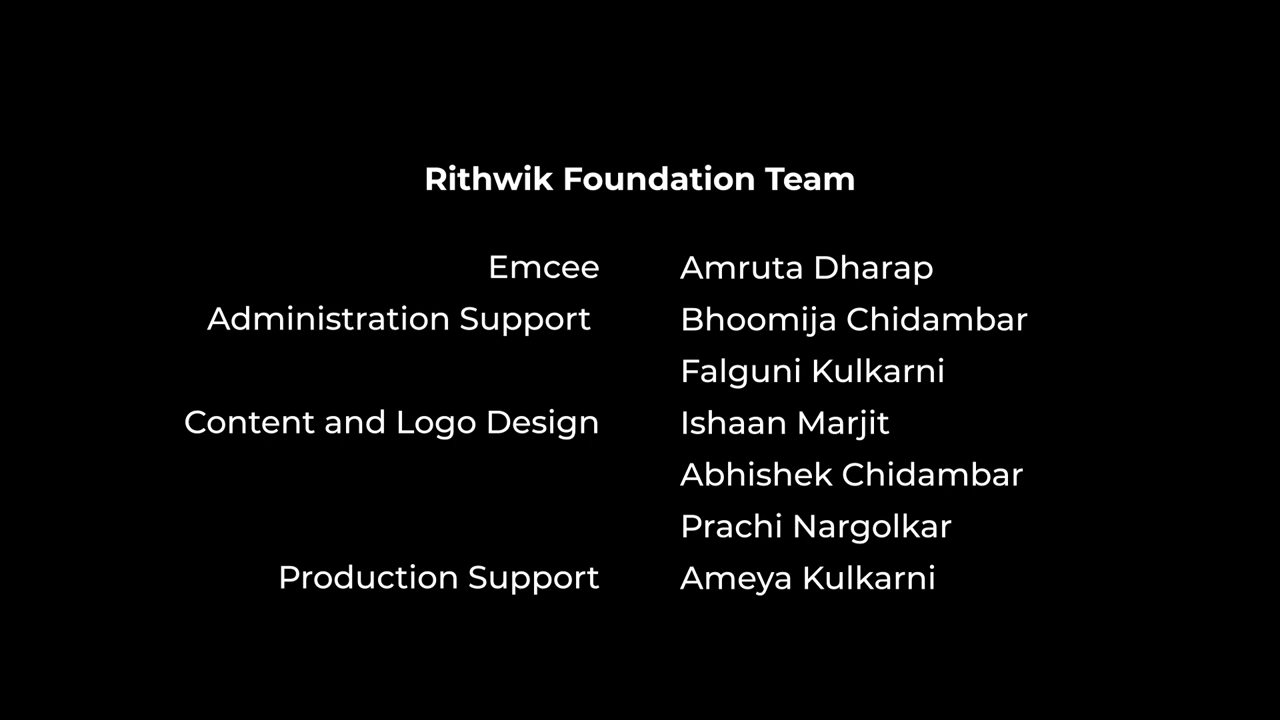 Rithwik Foundation Team
Emcee Amruta Dharap
Administration Support Bhoomija Chidambar
Falguni Kulkarni
Content and Logo Design Ishaan Marjit
Abhishek Chidambar
Prachi Nargolkar
Production Support Ameya Kulkarni